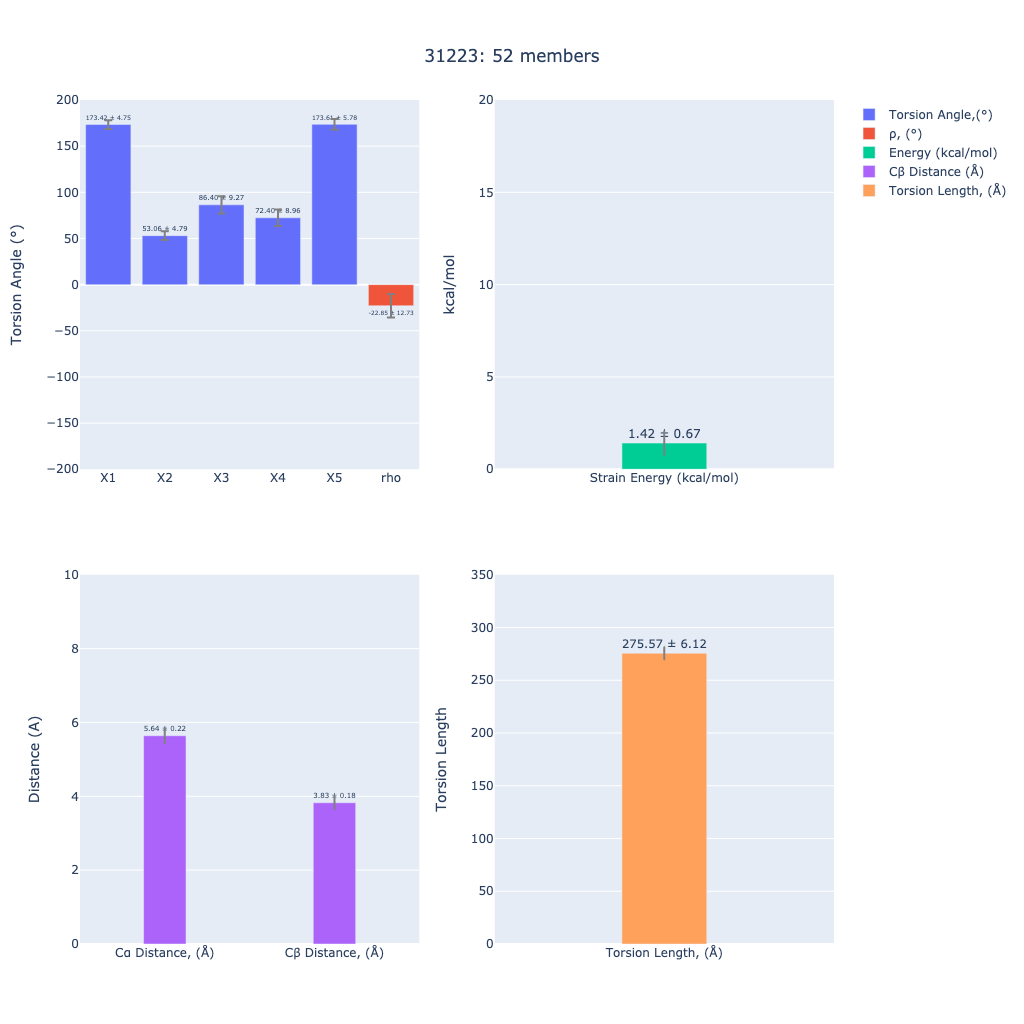 31223: 52 members
Torsion Angle (°)
200
150
100
50
0
−50
−100
−150
−200
173.42 ± 4.75
53.06 ± 4.79
86.40 ± 9.27
72.40 ± 8.96
173.61 ± 5.78
-22.85 ± 12.73
X1 X2 X3 X4 X5 rho
kcal/mol
20
15
10
5
0
1.42 ± 0.67
Strain Energy (kcal/mol)
Torsion Angle,(°)
ρ, (°)
Energy (kcal/mol)
Cβ Distance (Å)
Torsion Length, (Å)
Distance (A)
10
8
6
4
2
0
5.64 ± 0.22
3.83 ± 0.18
Cα Distance, (Å) Cβ Distance, (Å)
Torsion Length
350
300
250
200
150
100
50
0
275.57 ± 6.12
Torsion Length, (Å)